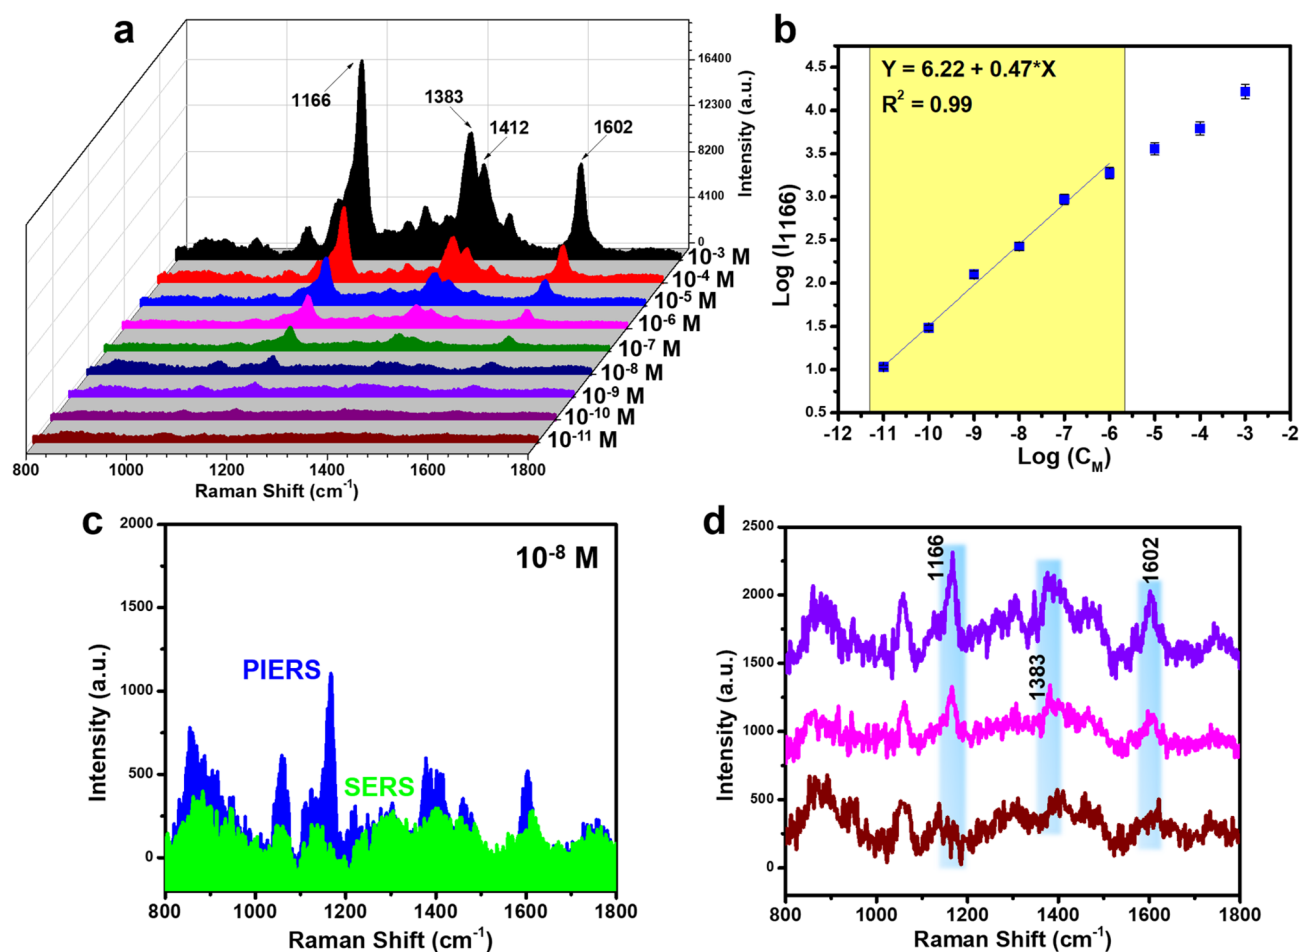 a
1166
1383
1412
1602
16400
12300
8200
4100
0
Intensity (a.u.)
10⁻³ M
10⁻⁴ M
10⁻⁵ M
10⁻⁶ M
10⁻⁷ M
10⁻⁸ M
10⁻⁹ M
10⁻¹⁰ M
10⁻¹¹ M
800 1000 1200 1400 1600 1800
Raman Shift (cm⁻¹)
b
Y = 6.22 + 0.47*X
R² = 0.99
4.5
4.0
3.5
3.0
2.5
2.0
1.5
1.0
0.5
Log (I1166)
-12 -11 -10 -9 -8 -7 -6 -5 -4 -3 -2
Log (C_M)
c
10⁻⁸ M
PIERS
SERS
2000
1500
1000
500
0
Intensity (a.u.)
800 1000 1200 1400 1600 1800
Raman Shift (cm⁻¹)
d
1166
1383
1602
2500
2000
1500
1000
500
0
Intensity (a.u.)
800 1000 1200 1400 1600 1800
Raman Shift (cm⁻¹)